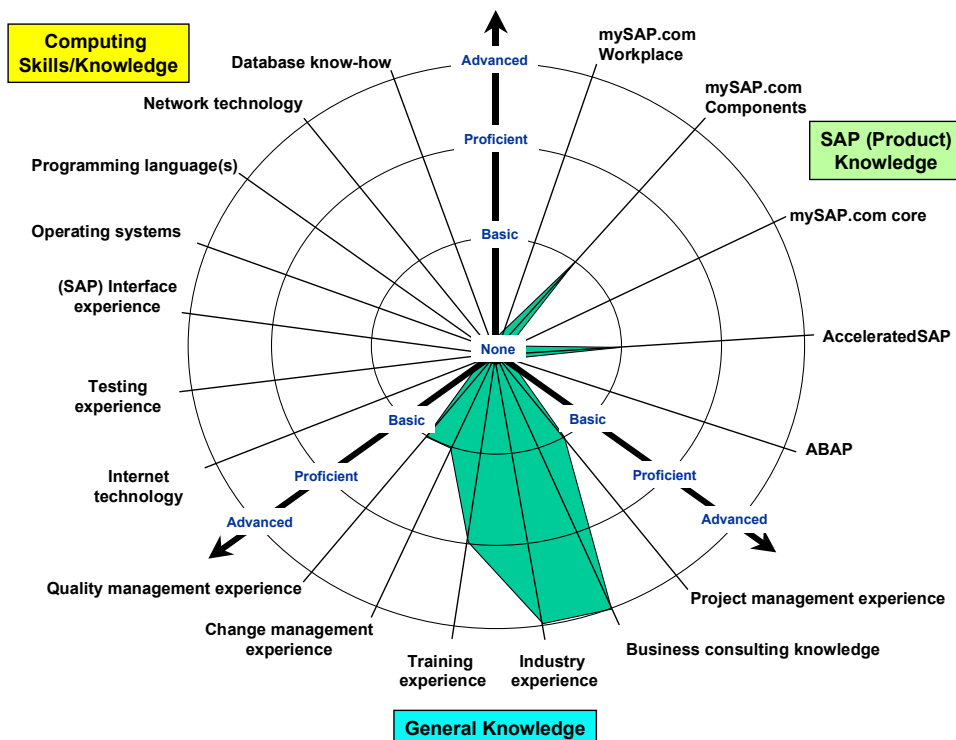 Computing
Skills/Knowledge
Database know-how
Network technology
Programming language(s)
Operating systems
(SAP) Interface
experience
Testing
experience
Internet
technology
Advanced
Proficient
Basic
None
mySAP.com
Workplace
mySAP.com
Components
SAP (Product)
Knowledge
mySAP.com core
AcceleratedSAP
ABAP
Basic
Proficient
Advanced
Basic
Proficient
Advanced
Quality management experience
Change management
experience
Training
experience
Industry
experience
Business consulting knowledge
Project management experience
General Knowledge